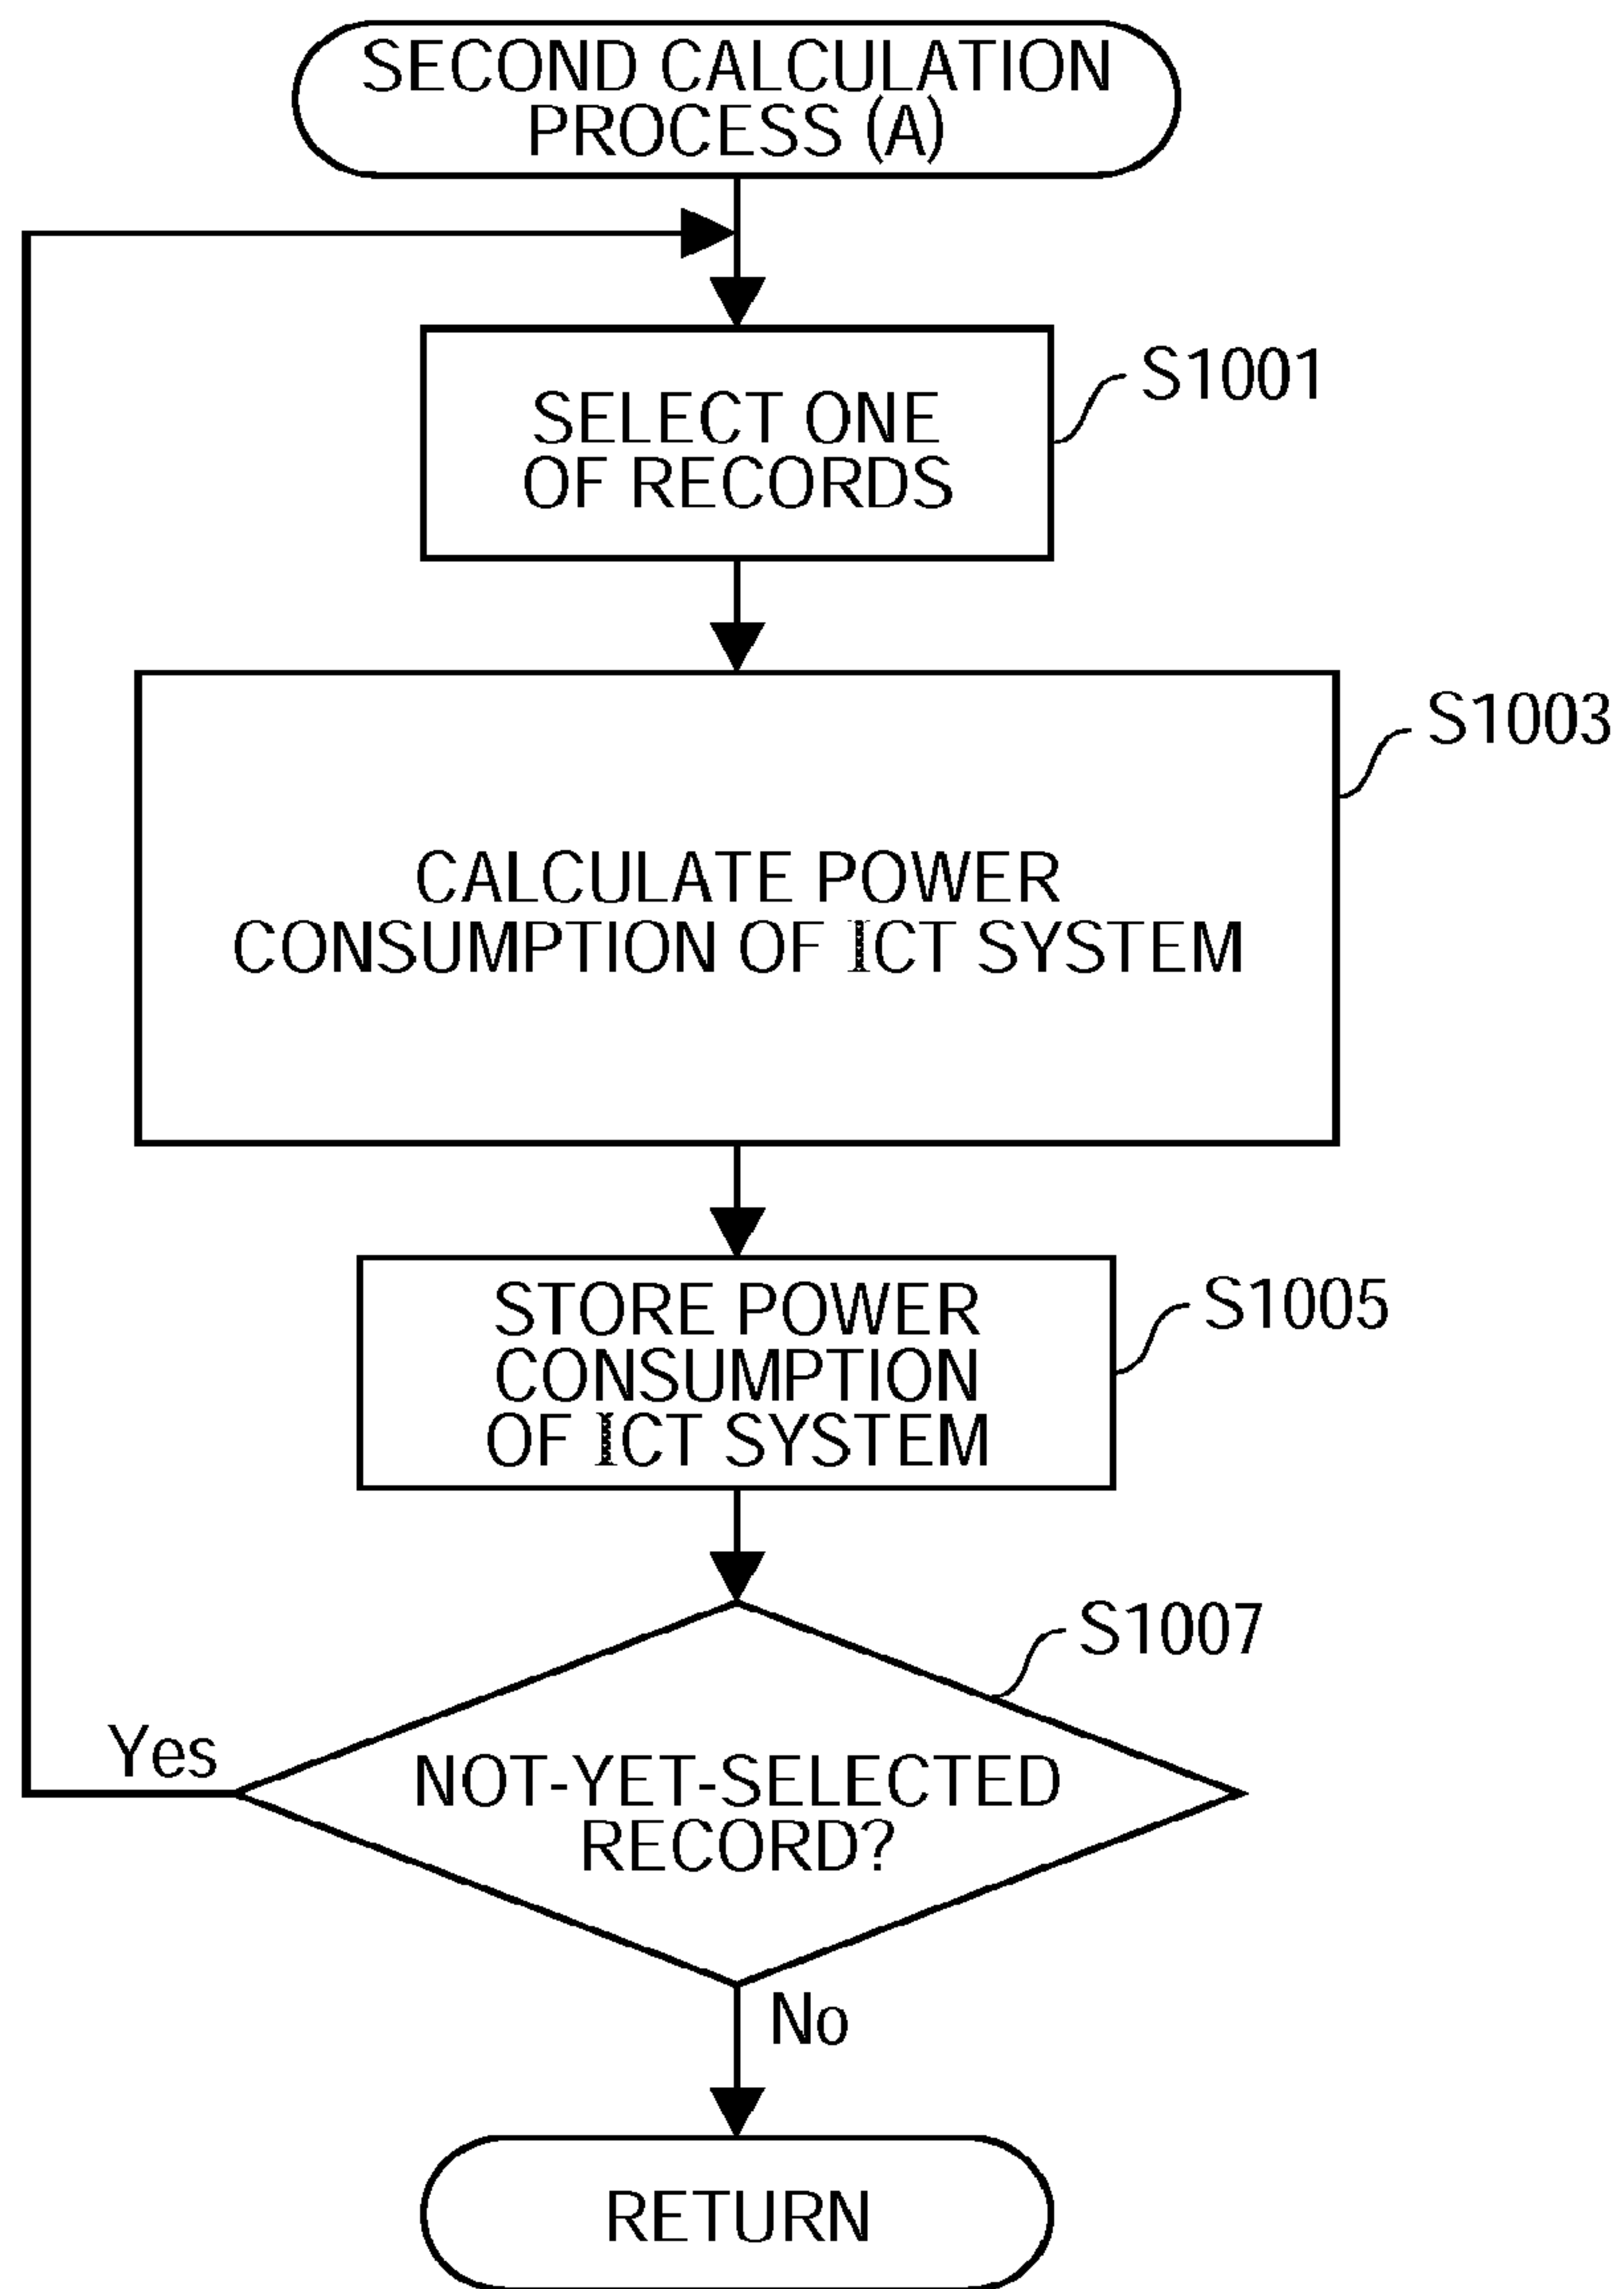 SECOND CALCULATION
PROCESS (A)
SELECT ONE
OF RECORDS
S1001
S1003
CALCULATE POWER
CONSUMPTION OF ICT SYSTEM
STORE POWER
CONSUMPTION
OF ICT SYSTEM
S1005
S1007
Yes
NOT-YET-SELECTED
RECORD?
No
RETURN